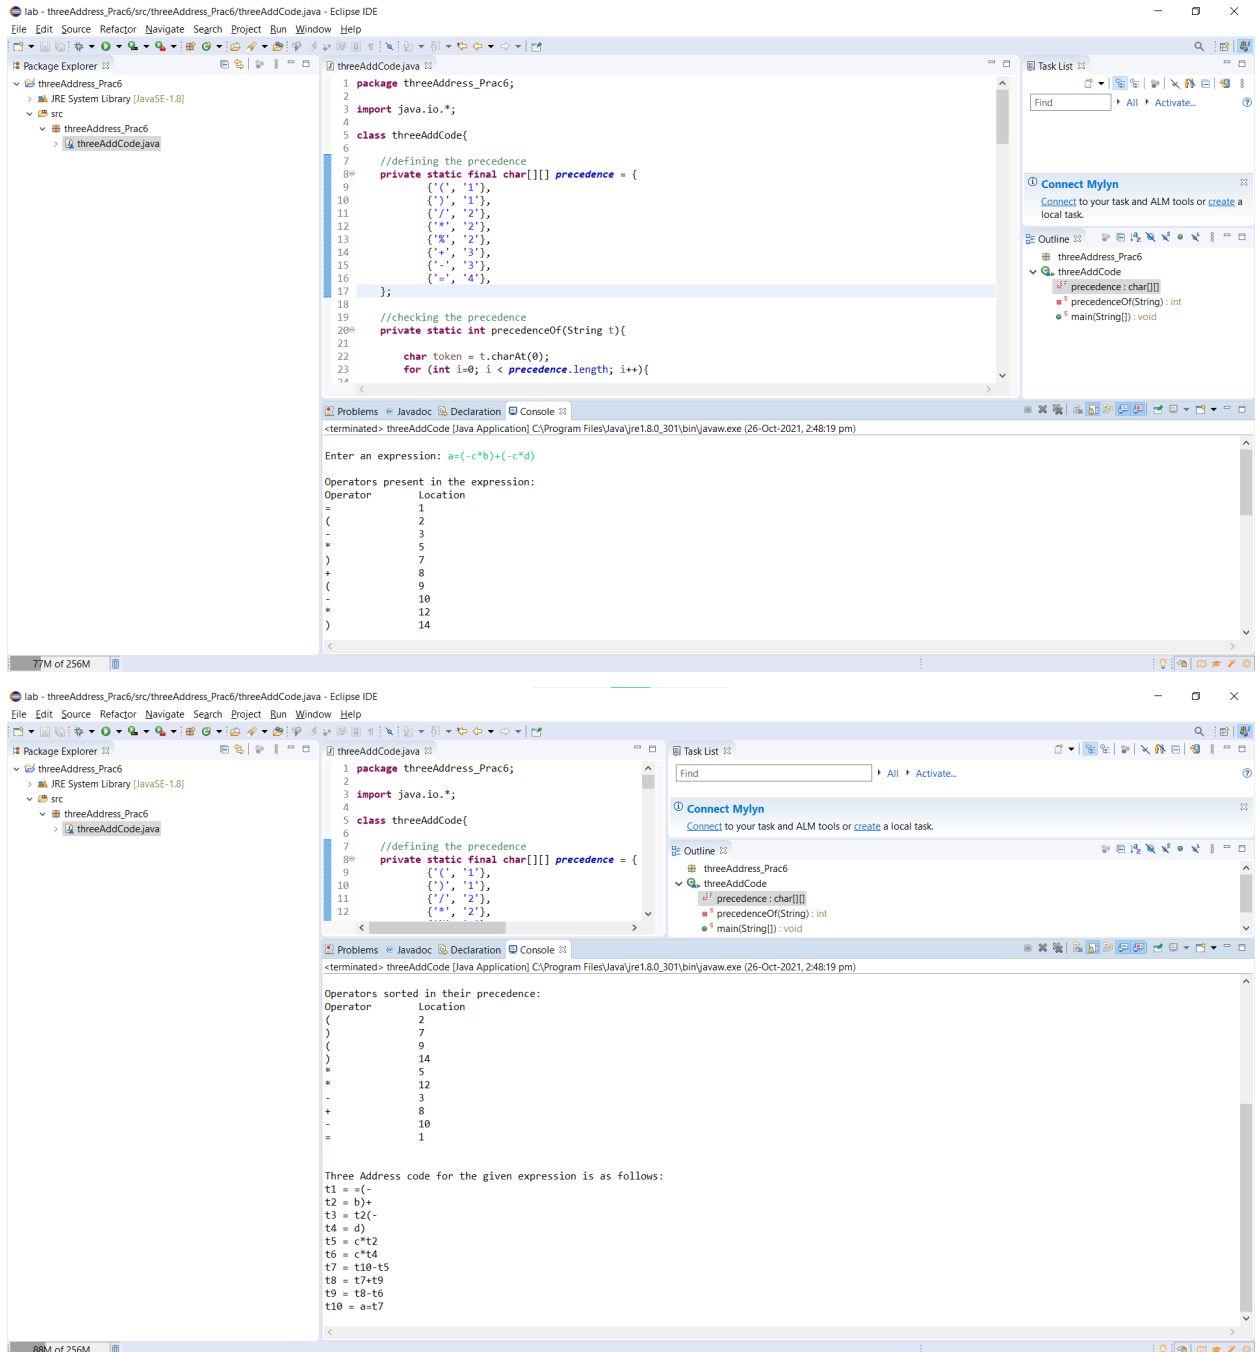 lab - threeAddress_Prac6/src/threeAddress_Prac6/threeAddCode.java - Eclipse IDE
File Edit Source Refactor Navigate Search Project Run Window Help
Package Explorer
threeAddress_Prac6
JRE System Library [JavaSE-1.8]
src
threeAddress_Prac6
threeAddCode.java
threeAddCode.java
1 package threeAddress_Prac6;
2
3 import java.io.*;
4
5 class threeAddCode{
6
7 //defining the precedence
8 private static final char[][] precedence = {
9 {'(', '1'},
10 {')', '1'},
11 {'/', '2'},
12 {'*', '2'},
13 {'%', '2'},
14 {'+', '3'},
15 {'-', '3'},
16 {'=', '4'},
17 };
18
19 //checking the precedence
20 private static int precedenceOf(String t){
21
22 char token = t.charAt(0);
23 for (int i=0; i < precedence.length; i++){
24
Task List
Find
All
Activate...
Connect Mylyn
Connect to your task and ALM tools or create a
local task.
Outline
threeAddress_Prac6
threeAddCode
precedence : char[][]
precedenceOf(String) : int
main(String[]) : void
Problems Javadoc Declaration Console
<terminated> threeAddCode [Java Application] C:\Program Files\Java\jre1.8.0_301\bin\javaw.exe (26-Oct-2021, 2:48:19 pm)
Enter an expression: a=(-c*b)+(-c*d)
Operators present in the expression:
Operator Location
= 1
( 2
- 3
* 5
) 7
+ 8
( 9
- 10
* 12
) 14
77M of 256M
lab - threeAddress_Prac6/src/threeAddress_Prac6/threeAddCode.java - Eclipse IDE
File Edit Source Refactor Navigate Search Project Run Window Help
Package Explorer
threeAddress_Prac6
JRE System Library [JavaSE-1.8]
src
threeAddress_Prac6
threeAddCode.java
threeAddCode.java
1 package threeAddress_Prac6;
2
3 import java.io.*;
4
5 class threeAddCode{
6
7 //defining the precedence
8 private static final char[][] precedence = {
9 {'(', '1'},
10 {')', '1'},
11 {'/', '2'},
12 {'*', '2'},
Task List
Find
All
Activate...
Connect Mylyn
Connect to your task and ALM tools or create a local task.
Outline
threeAddress_Prac6
threeAddCode
precedence : char[][]
precedenceOf(String) : int
main(String[]) : void
Problems Javadoc Declaration Console
<terminated> threeAddCode [Java Application] C:\Program Files\Java\jre1.8.0_301\bin\javaw.exe (26-Oct-2021, 2:48:19 pm)
Operators sorted in their precedence:
Operator Location
( 2
) 7
( 9
) 14
* 5
* 12
- 3
+ 8
- 10
= 1
Three Address code for the given expression is as follows:
t1 = =(-
t2 = b)+
t3 = t2(-
t4 = d)
t5 = c*t2
t6 = c*t4
t7 = t10-t5
t8 = t7+t9
t9 = t8-t6
t10 = a=t7
88M of 256M